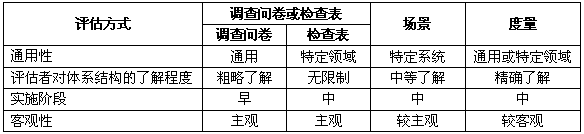 评估方式 调查问卷或检查表 场景 度量
调查问卷 检查表
通用性 通用 特定领域 特定系统 通用或特定领域
评估者对体系结构的了解程度 粗略了解 无限制 中等了解 精确了解
实施阶段 早 中 中 中
客观性 主观 主观 较主观 较客观